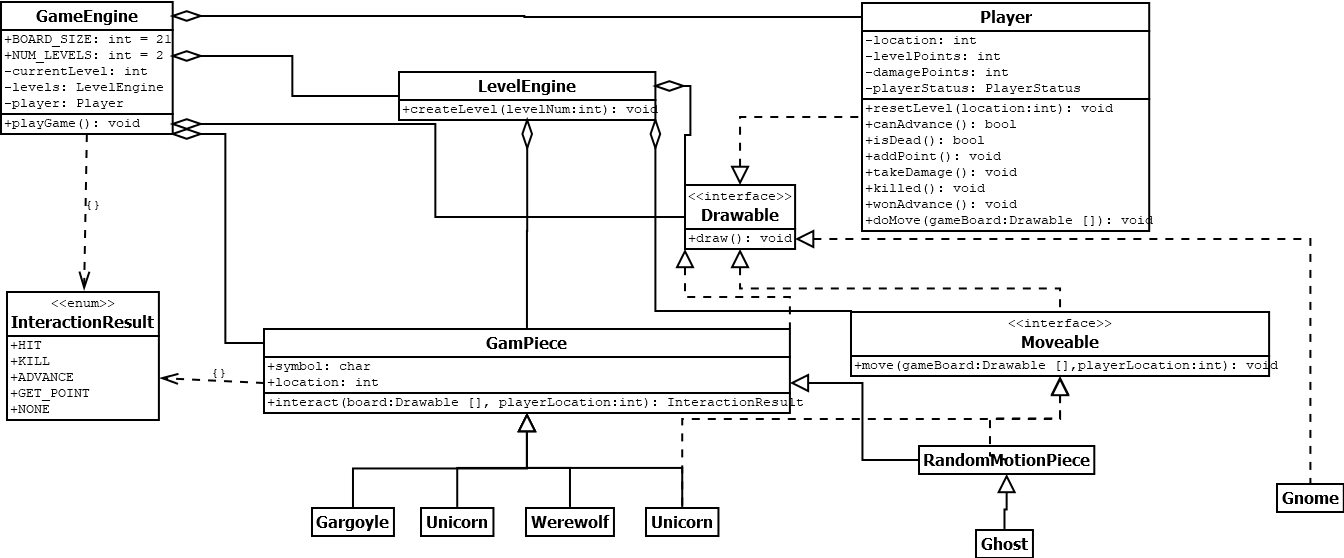 GameEngine
+BOARD_SIZE: int = 21
+NUM_LEVELS: int = 2
-currentLevel: int
-levels: LevelEngine
-player: Player
+playGame(): void
Player
-location: int
-levelPoints: int
-damagePoints: int
-playerStatus: PlayerStatus
+resetLevel(location:int): void
+canAdvance(): bool
+isDead(): bool
+addPoint(): void
+takeDamage(): void
+killed(): void
+wonAdvance(): void
+doMove(gameBoard:Drawable []): void
LevelEngine
+createLevel(levelNum:int): void
<<interface>>
Drawable
+draw(): void
{}
<<enum>>
InteractionResult
+HIT
+KILL
+ADVANCE
+GET_POINT
+NONE
{}
GamPiece
+symbol: char
+location: int
+interact(board:Drawable [], playerLocation:int): InteractionResult
<<interface>>
Moveable
+move(gameBoard:Drawable [],playerLocation:int): void
RandomMotionPiece
Gnome
Gargoyle
Unicorn
Werewolf
Unicorn
Ghost